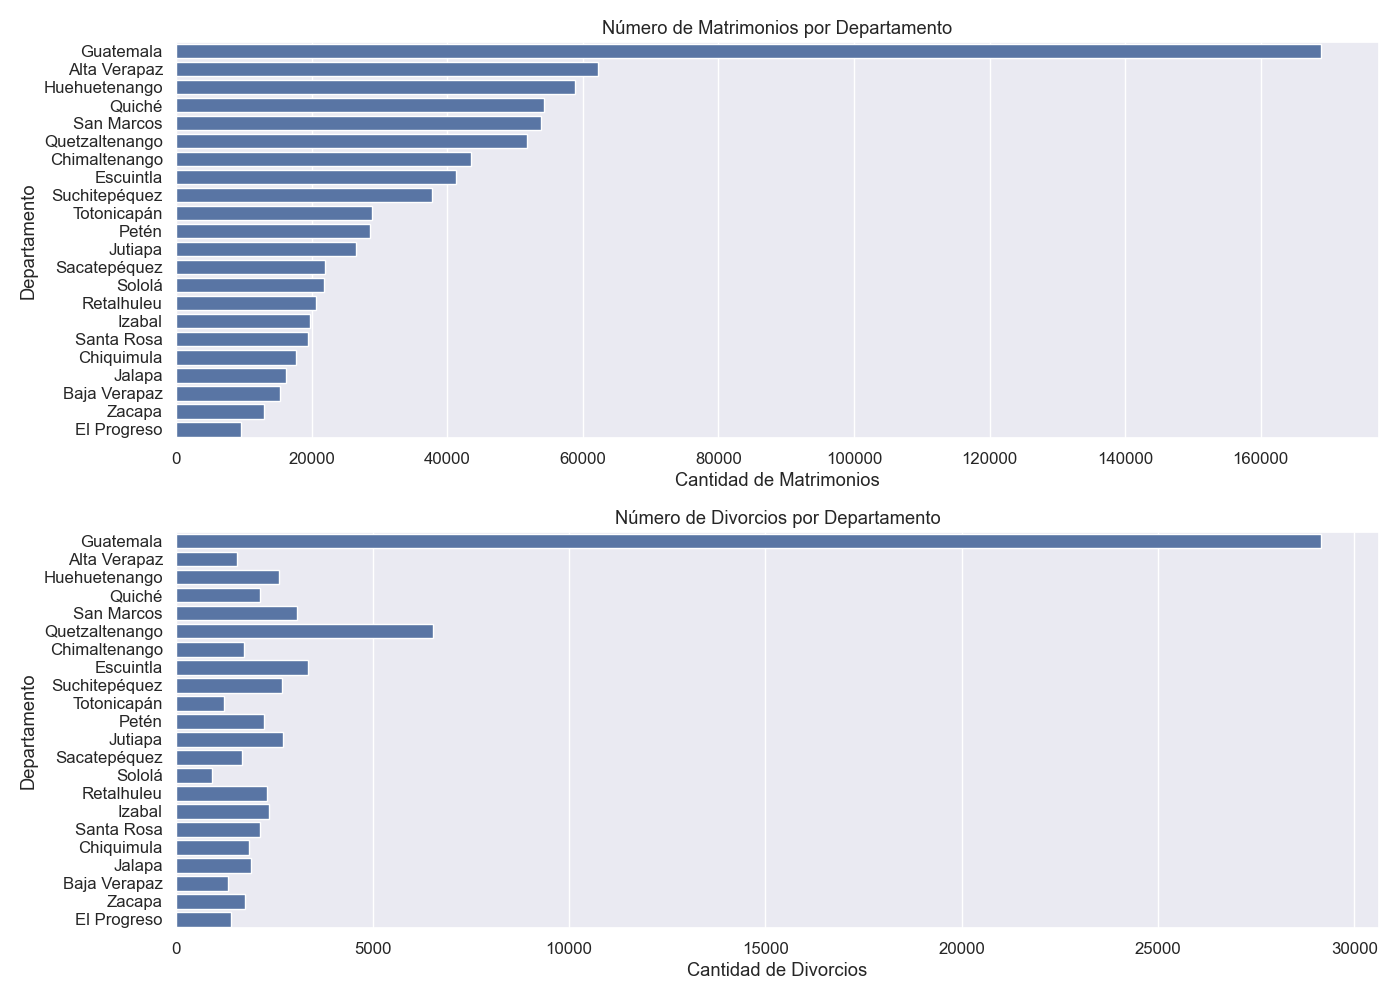 Número de Matrimonios por Departamento
Departamento
Guatemala
Alta Verapaz
Huehuetenango
Quiché
San Marcos
Quetzaltenango
Chimaltenango
Escuintla
Suchitepéquez
Totonicapán
Petén
Jutiapa
Sacatepéquez
Sololá
Retalhuleu
Izabal
Santa Rosa
Chiquimula
Jalapa
Baja Verapaz
Zacapa
El Progreso
0 20000 40000 60000 80000 100000 120000 140000 160000
Cantidad de Matrimonios
Número de Divorcios por Departamento
Departamento
Guatemala
Alta Verapaz
Huehuetenango
Quiché
San Marcos
Quetzaltenango
Chimaltenango
Escuintla
Suchitepéquez
Totonicapán
Petén
Jutiapa
Sacatepéquez
Sololá
Retalhuleu
Izabal
Santa Rosa
Chiquimula
Jalapa
Baja Verapaz
Zacapa
El Progreso
0 5000 10000 15000 20000 25000 30000
Cantidad de Divorcios